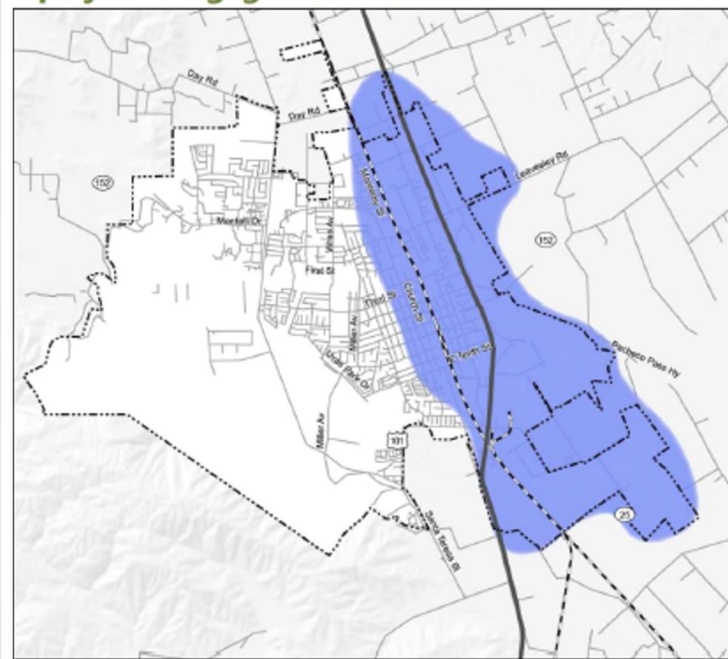 Day Rd
Day Rd
152
Leavesley Rd
Monterey St
Mantelli Dr
Wren Av
152
First St
Church St
Third St
Miller Av
E Tenth St
Pacheco Pass Hy
Uvas Park Dr
Miller Av
101
25
Santa Teresa Bl